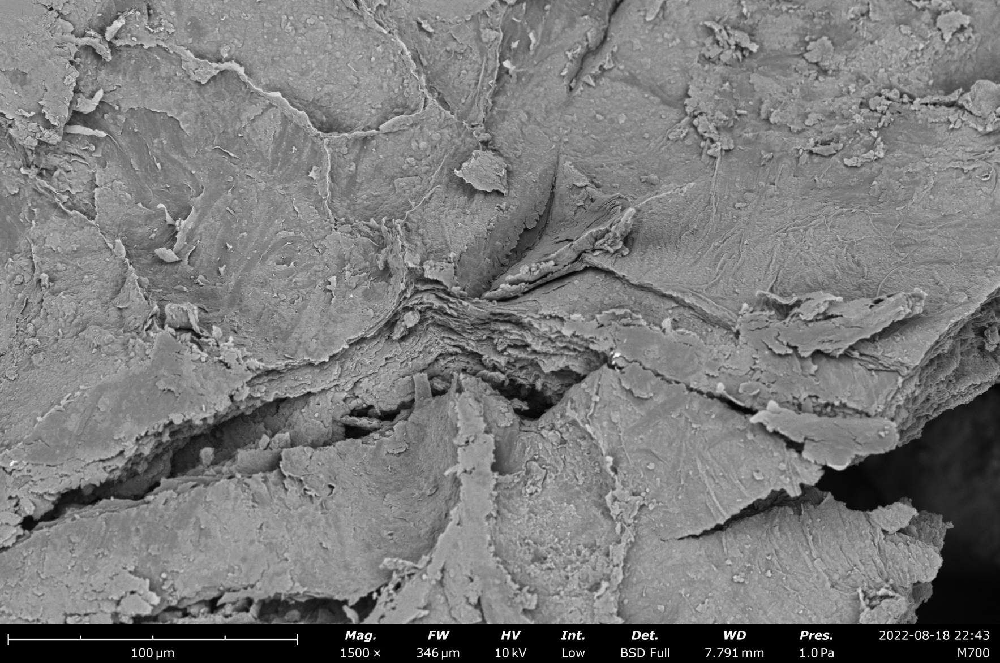 Mag. FW HV Int. Det. WD Pres. 2022-08-18 22:43
100 µm 1500 × 346 µm 10 kV Low BSD Full 7.791 mm 1.0 Pa M700